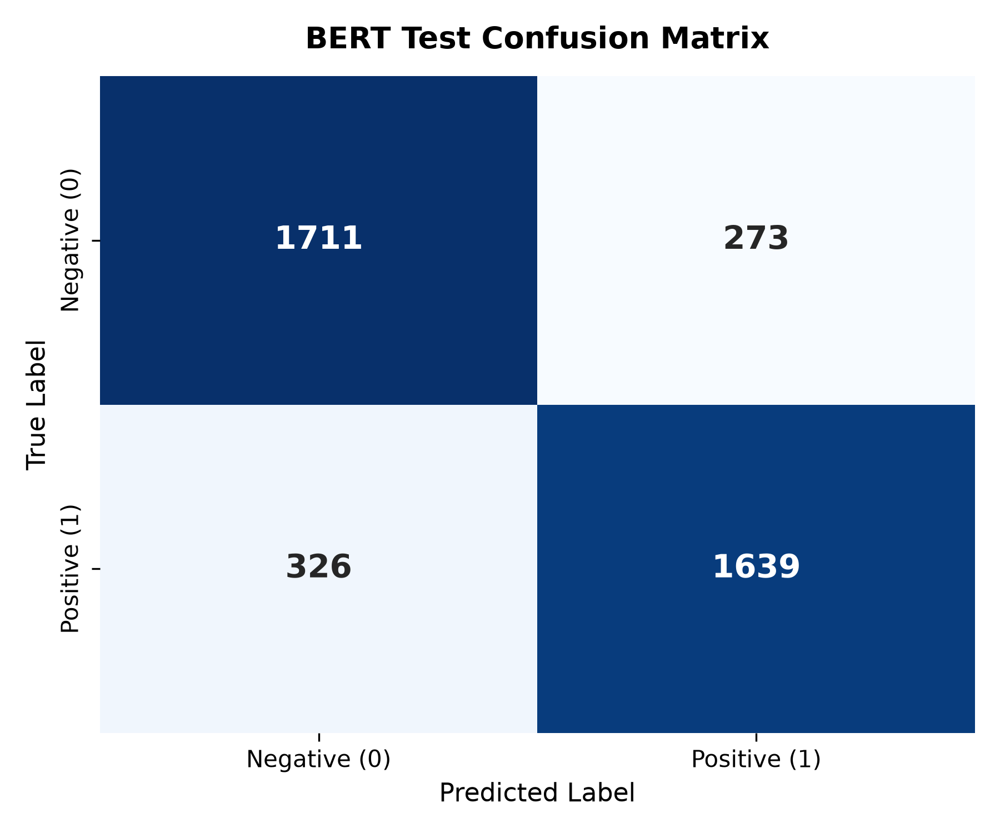 BERT Test Confusion Matrix
True Label
Negative (0)
1711
273
Positive (1)
326
1639
Negative (0)
Positive (1)
Predicted Label